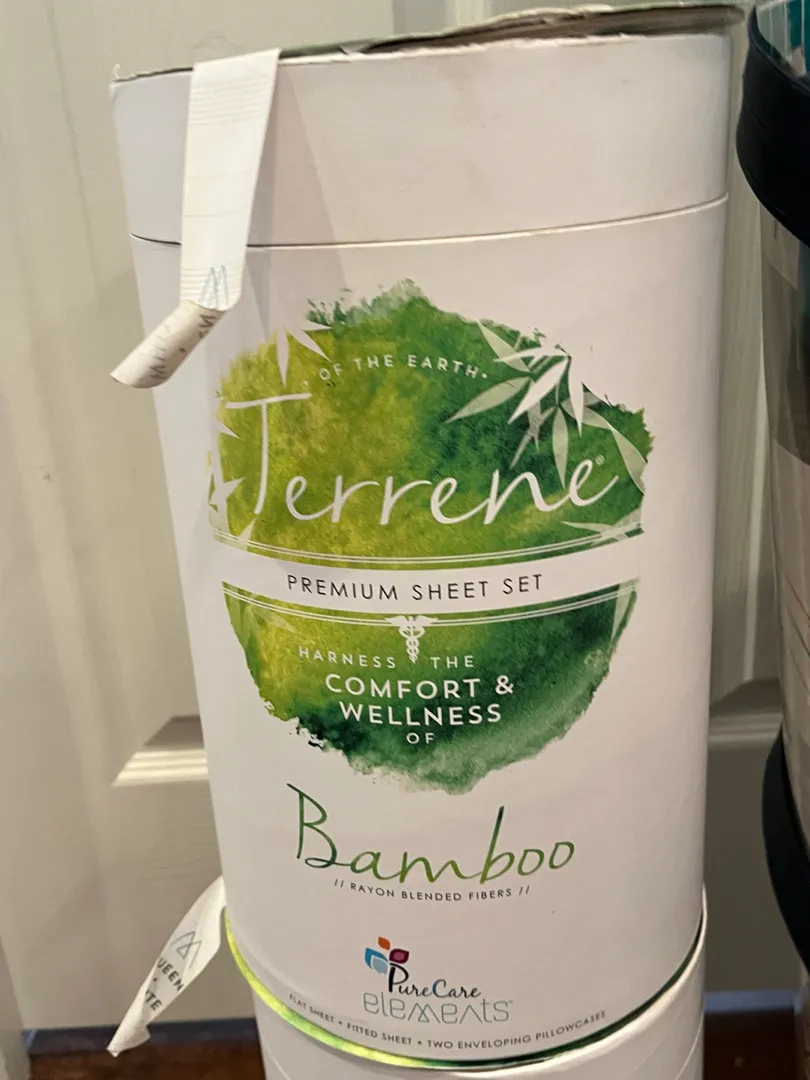 • OF THE EARTH •
Terrene®
PREMIUM SHEET SET
HARNESS THE
COMFORT &
WELLNESS
OF
Bamboo
// RAYON BLENDED FIBERS //
PureCare
elements™
FLAT SHEET • FITTED SHEET • TWO ENVELOPING PILLOWCASES